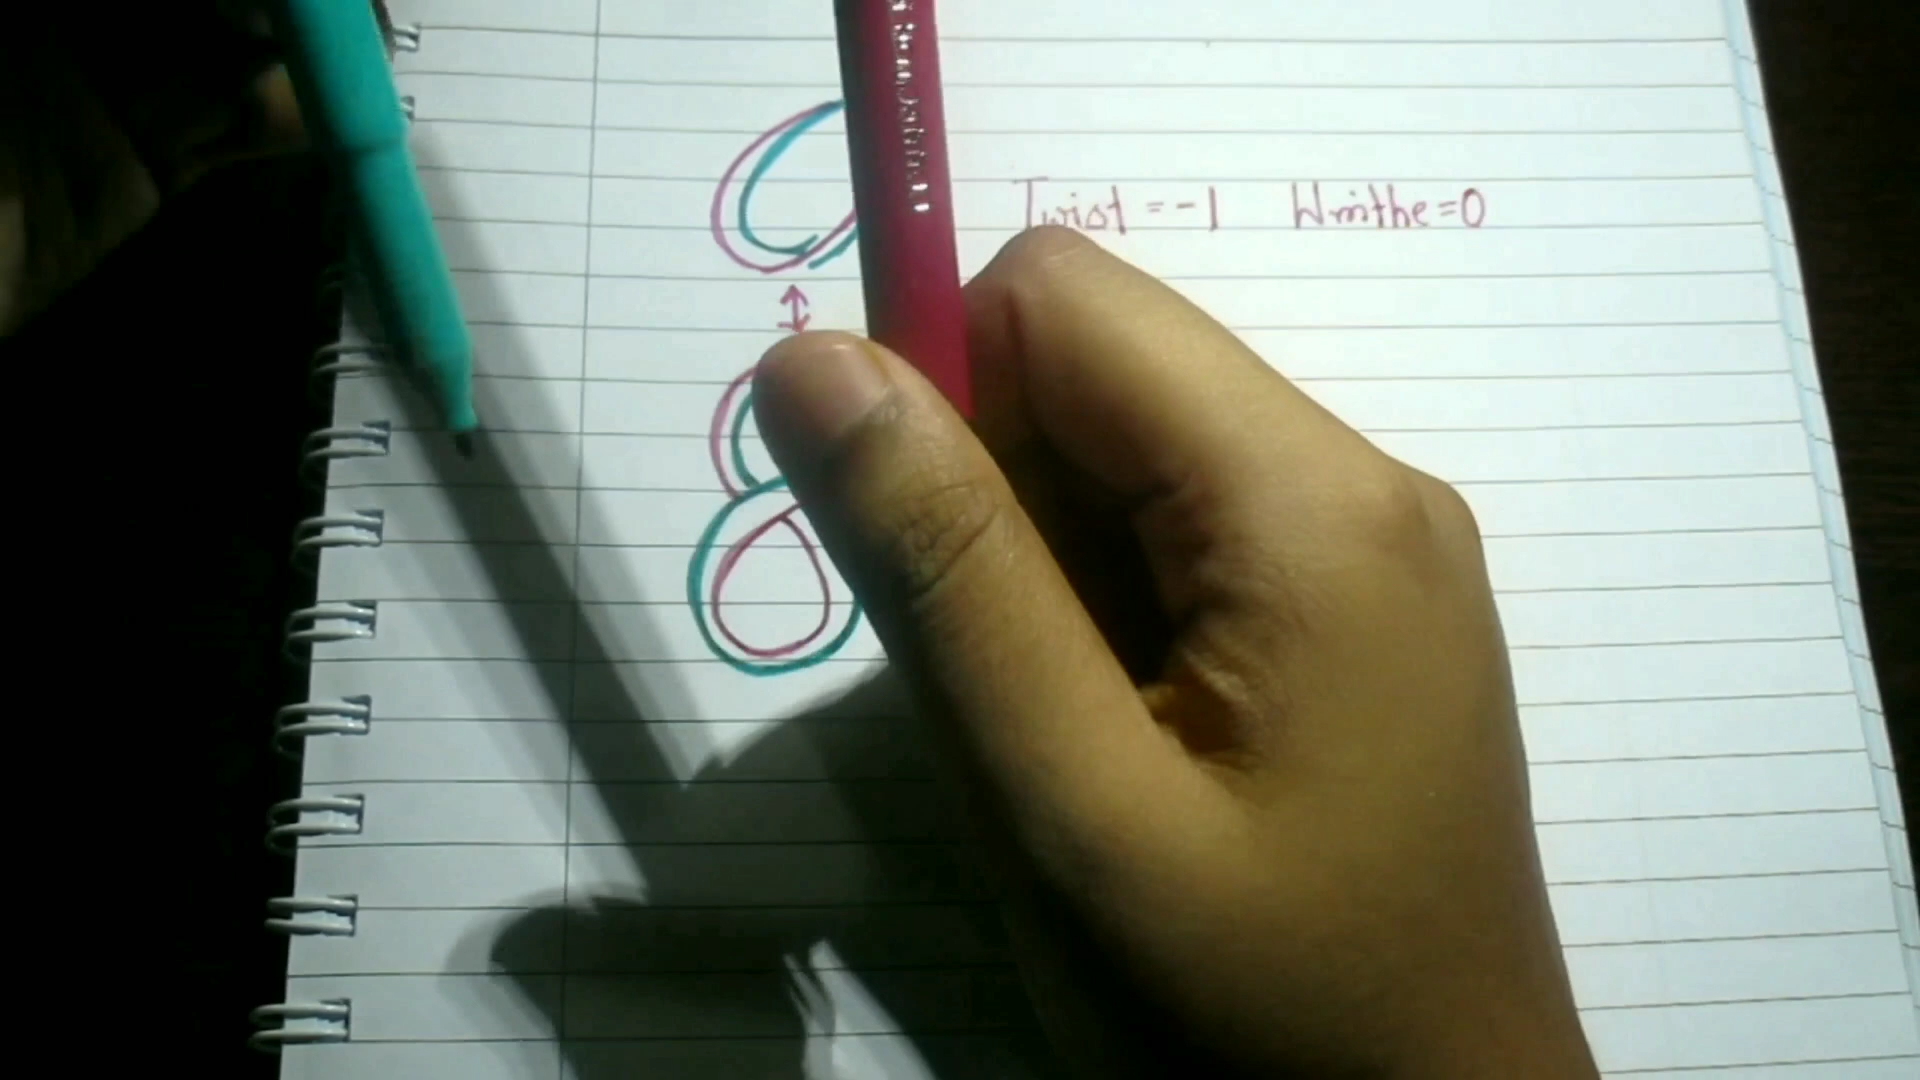 Twist = -1 Writhe = 0